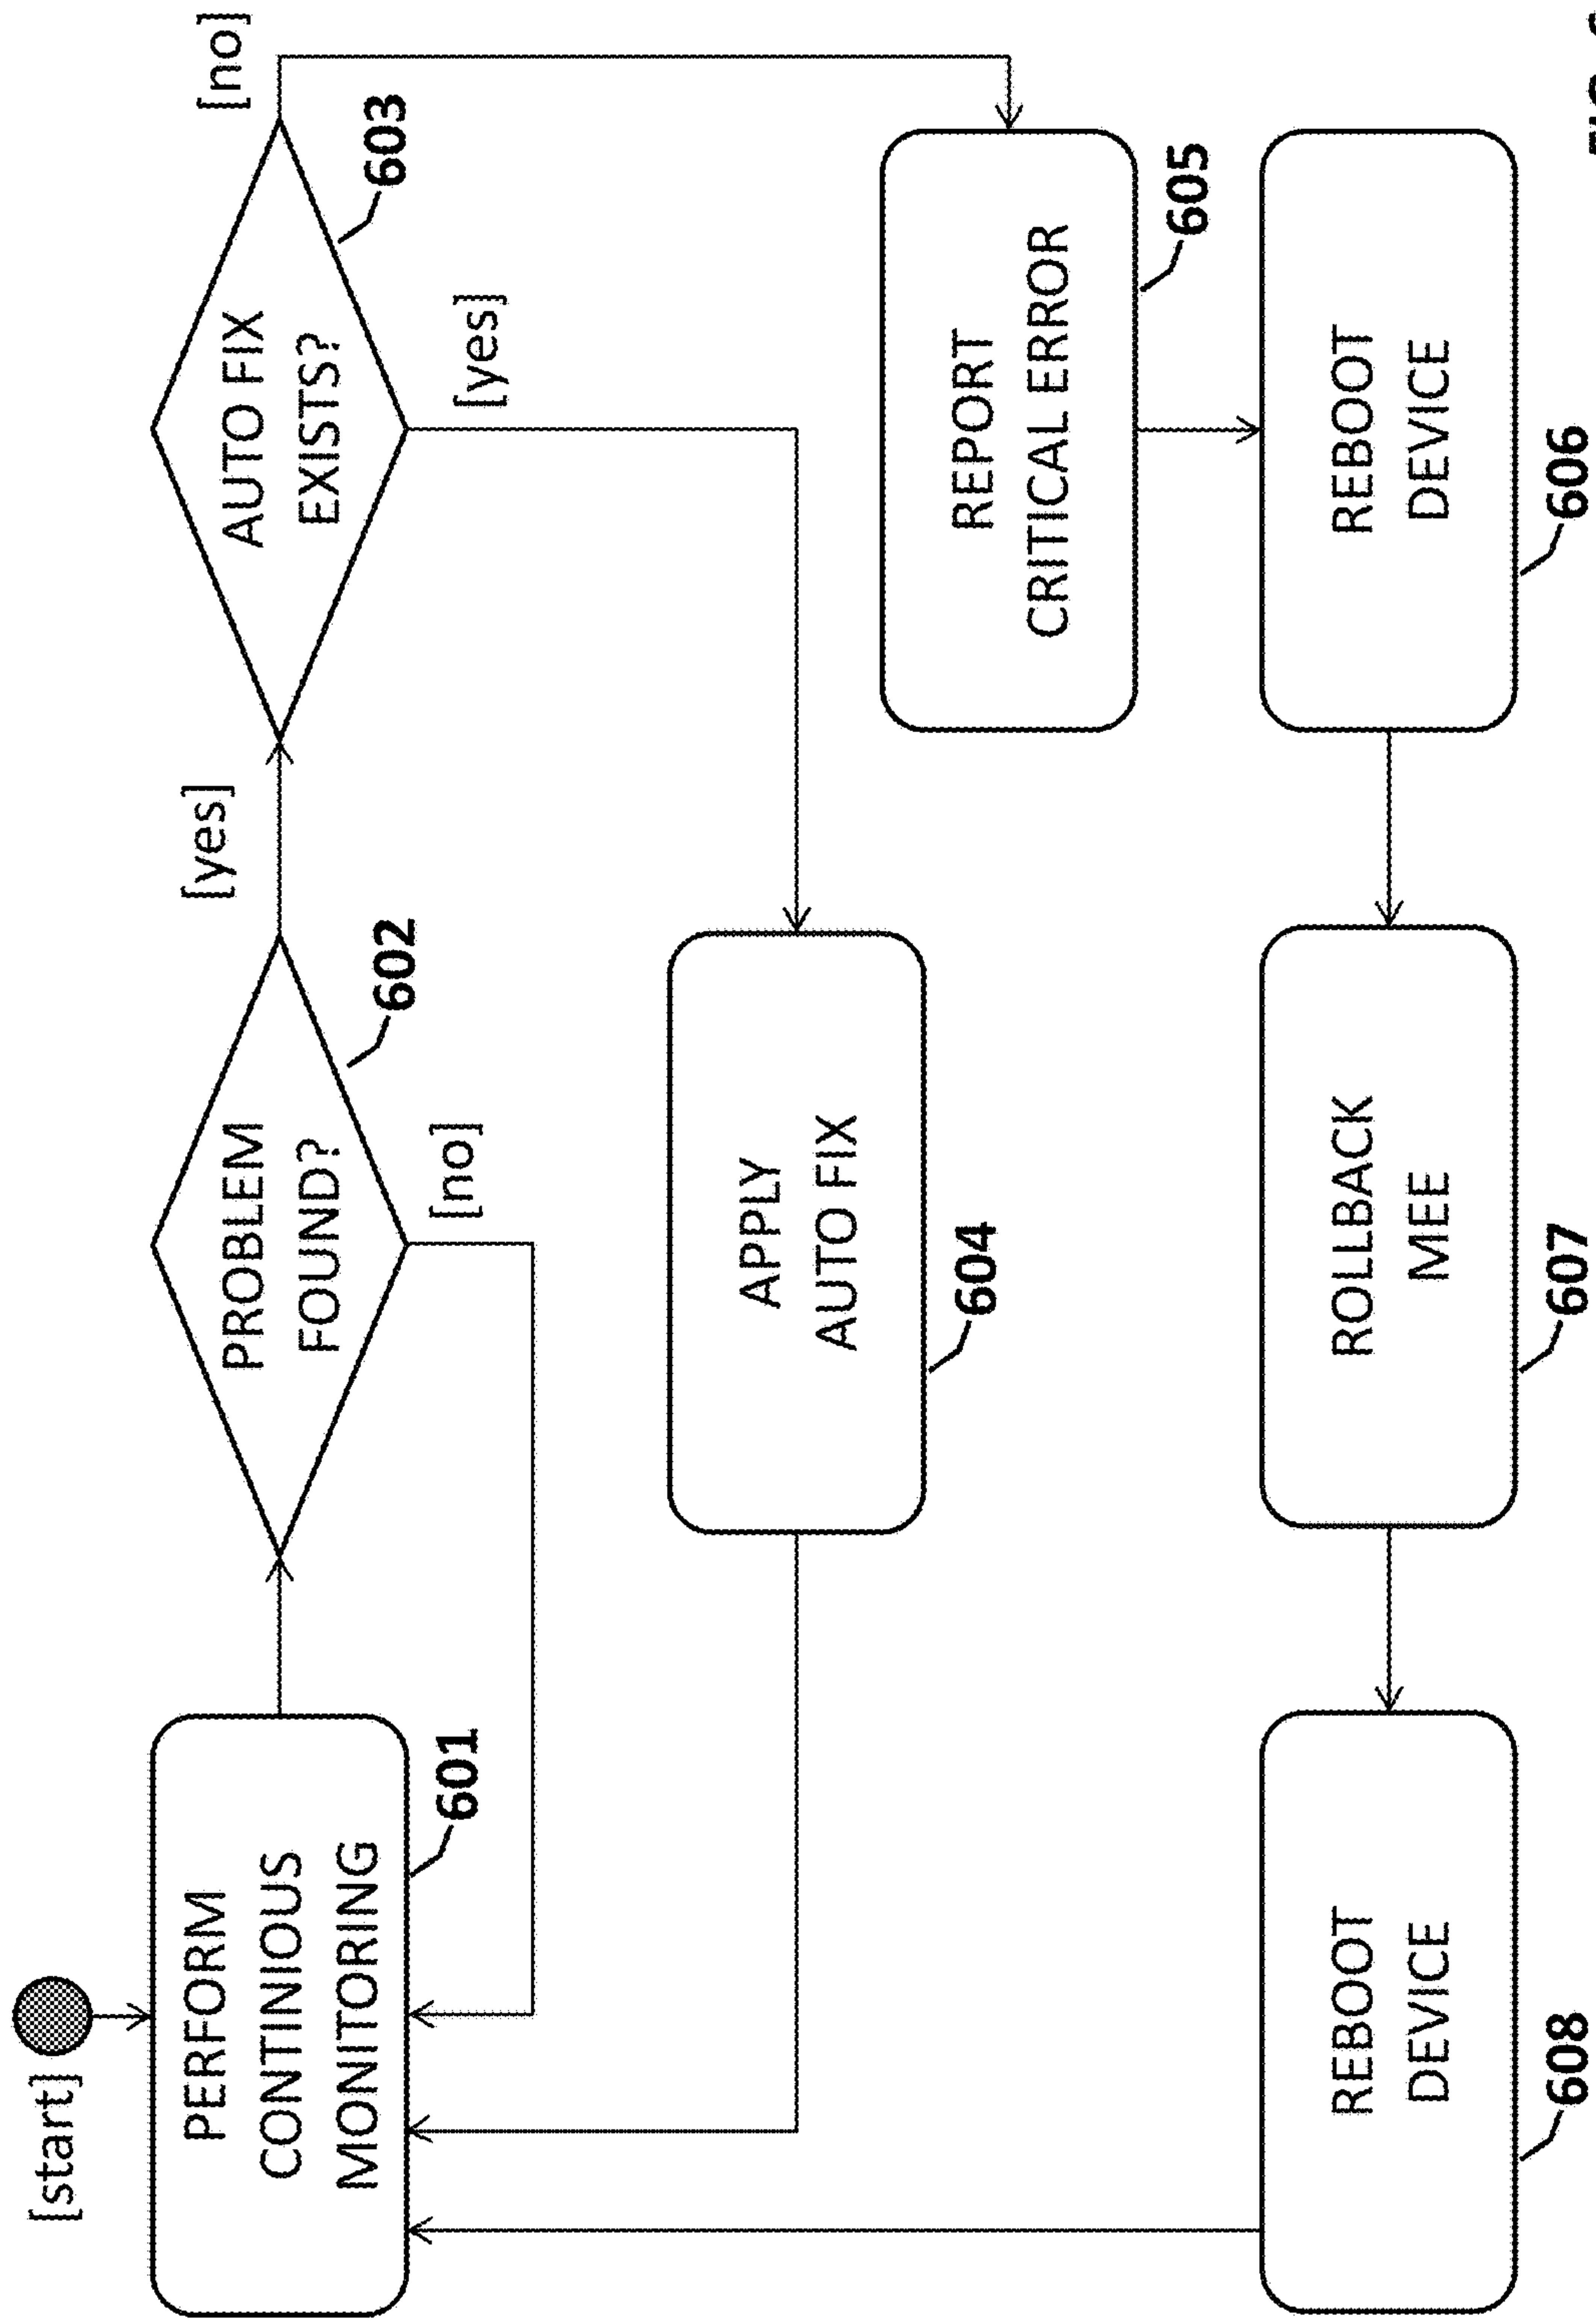 [start]
PERFORM
CONTINIOUS
MONITORING
601
PROBLEM
FOUND?
602
[yes]
[no]
AUTO FIX
EXISTS?
603
[no]
[yes]
APPLY
AUTO FIX
604
REPORT
CRITICAL ERROR
605
REBOOT
DEVICE
606
ROLLBACK
MEE
607
REBOOT
DEVICE
608